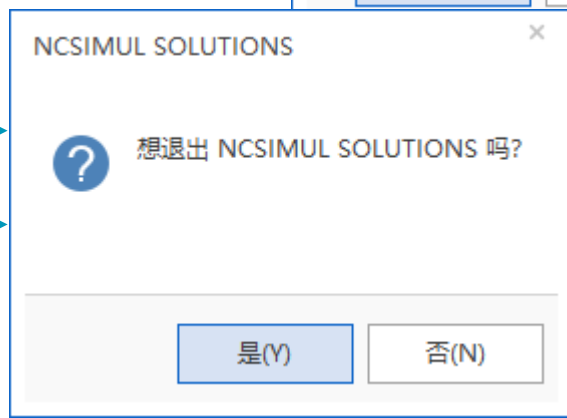 NCSIMUL SOLUTIONS
想退出 NCSIMUL SOLUTIONS 吗?
是(Y)
否(N)